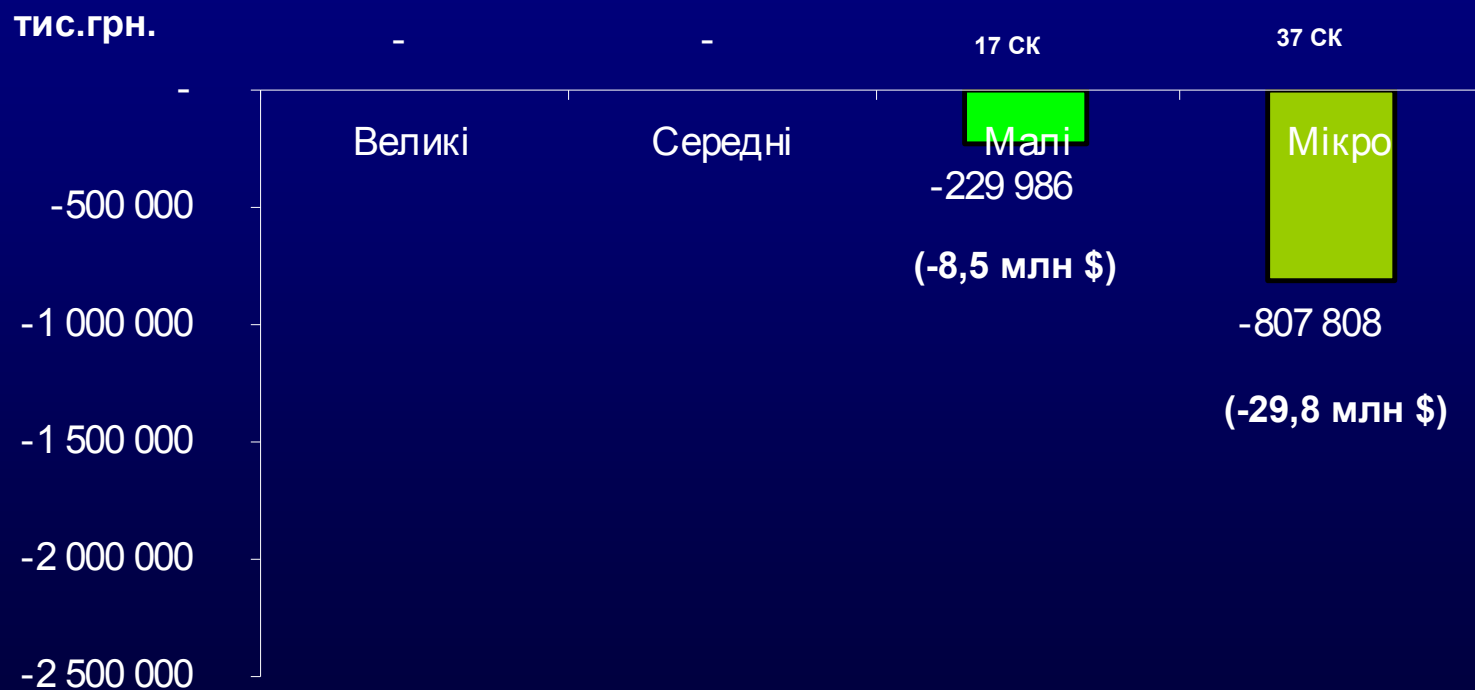 тис.грн.
- - 17 СК 37 СК
-
Великі Середні Малі Мікро
-229 986
-500 000
(-8,5 млн $)
-1 000 000
-807 808
(-29,8 млн $)
-1 500 000
-2 000 000
-2 500 000